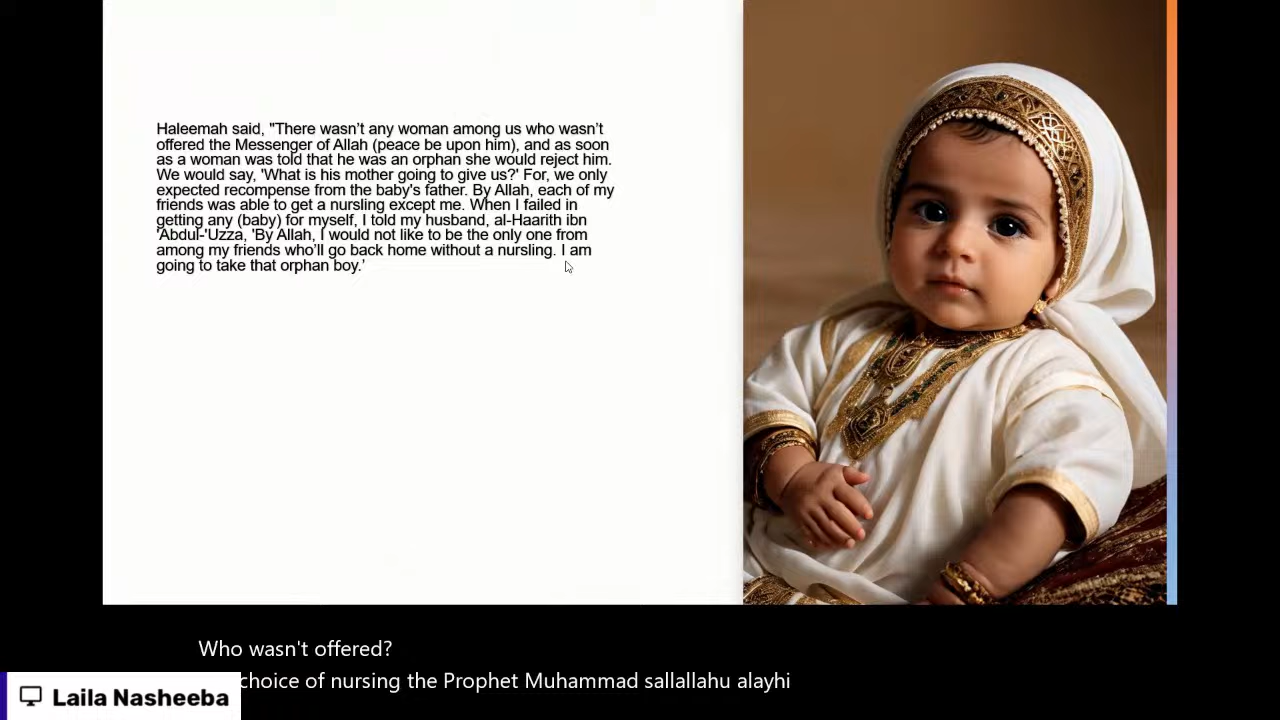 Haleemah said, "There wasn't any woman among us who wasn't
offered the Messenger of Allah (peace be upon him), and as soon
as a woman was told that he was an orphan she would reject him.
We would say, 'What is his mother going to give us?' For, we only
expected recompense from the baby's father. By Allah, each of my
friends was able to get a nursling except me. When I failed in
getting any (baby) for myself, I told my husband, al-Haarith ibn
'Abdul-'Uzza, 'By Allah, I would not like to be the only one from
among my friends who'll go back home without a nursling. I am
going to take that orphan boy.'
Who wasn't offered?
choice of nursing the Prophet Muhammad sallallahu alayhi
Laila Nasheeba